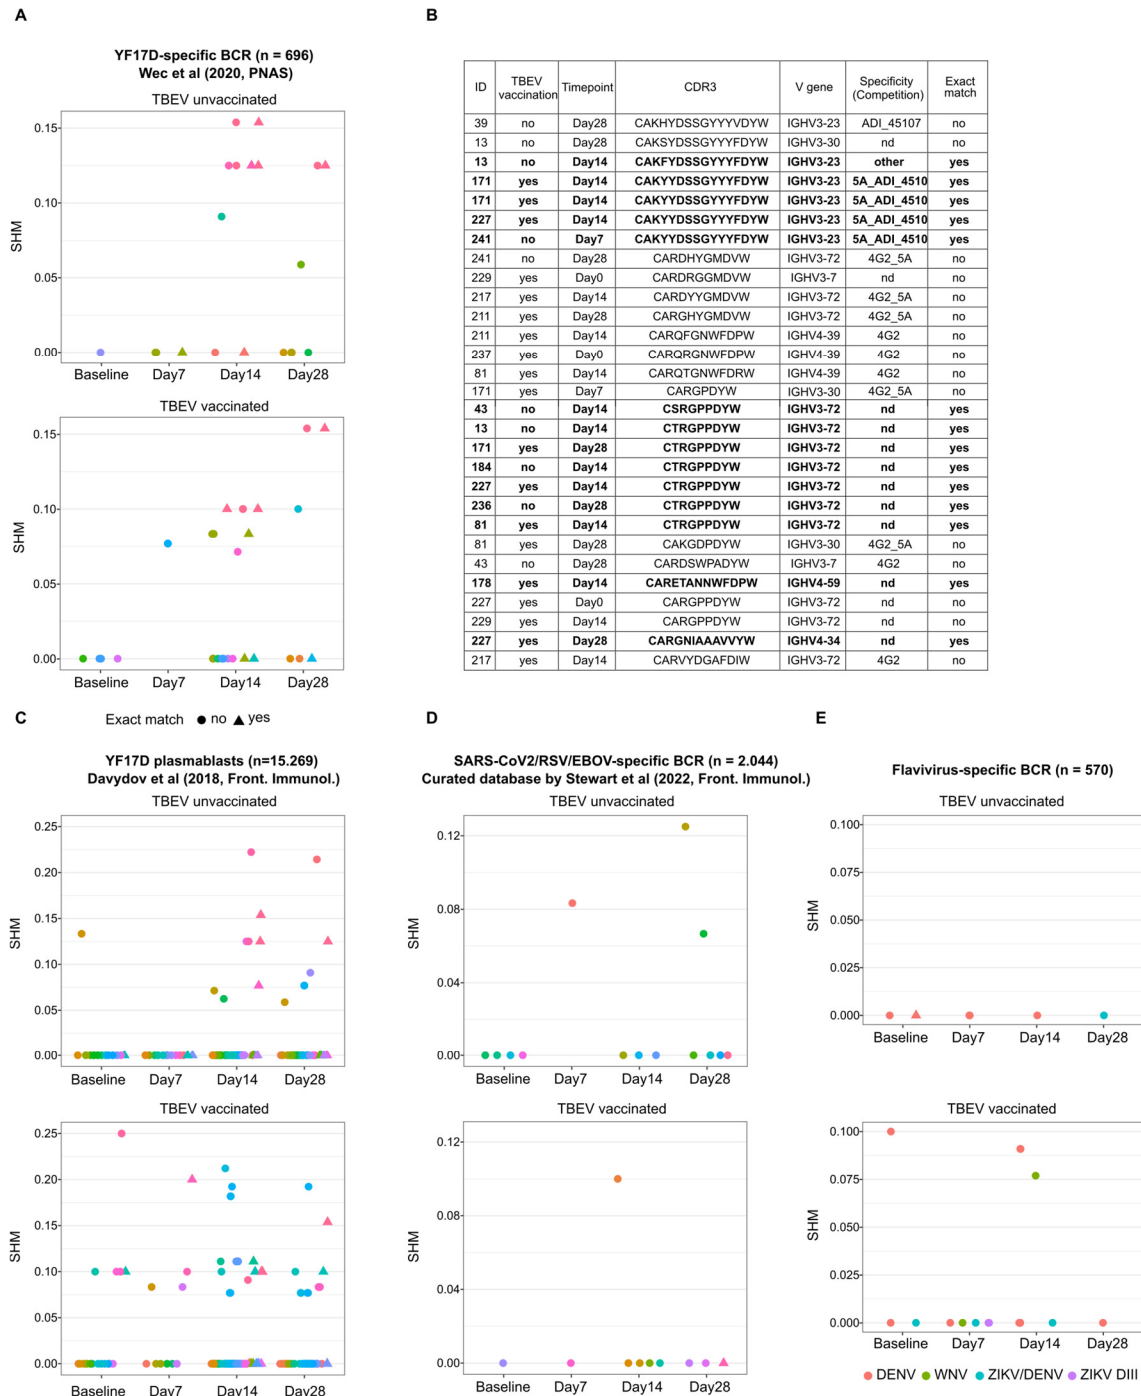 A
YF17D-specific BCR (n = 696)
Wec et al (2020, PNAS)
TBEV unvaccinated
0.15
0.10
0.05
0.00
SHM
Baseline Day7 Day14 Day28
TBEV vaccinated
0.15
0.10
0.05
0.00
SHM
Baseline Day7 Day14 Day28
Exact match no yes
B
ID TBEV vaccination Timepoint CDR3 V gene Specificity (Competition) Exact match
39 no Day28 CAKHYDSSGYYYVDYW IGHV3-23 ADI_45107 no
13 no Day28 CAKSYDSSGYYYFDYW IGHV3-30 nd no
13 no Day14 CAKFYDSSGYYYFDYW IGHV3-23 other yes
171 yes Day14 CAKYYDSSGYYYFDYW IGHV3-23 5A_ADI_4510 yes
171 yes Day14 CAKYYDSSGYYYFDYW IGHV3-23 5A_ADI_4510 yes
227 yes Day14 CAKYYDSSGYYYFDYW IGHV3-23 5A_ADI_4510 yes
241 no Day7 CAKYYDSSGYYYFDYW IGHV3-23 5A_ADI_4510 yes
241 no Day28 CARDHYGMDVW IGHV3-72 4G2_5A no
229 yes Day0 CARDRGGMDVW IGHV3-7 nd no
217 yes Day14 CARDYYGMDVW IGHV3-72 4G2_5A no
211 yes Day28 CARGHYGMDVW IGHV3-72 4G2_5A no
211 yes Day14 CARQFGNWFDPW IGHV4-39 4G2 no
237 yes Day0 CARQRGNWFDPW IGHV4-39 4G2 no
81 yes Day14 CARQTGNWFDRW IGHV4-39 4G2 no
171 yes Day7 CARGPDYW IGHV3-30 4G2_5A no
43 no Day14 CSRGPPDYW IGHV3-72 nd yes
13 no Day14 CTRGPPDYW IGHV3-72 nd yes
171 yes Day28 CTRGPPDYW IGHV3-72 nd yes
184 no Day14 CTRGPPDYW IGHV3-72 nd yes
227 yes Day14 CTRGPPDYW IGHV3-72 nd yes
236 no Day28 CTRGPPDYW IGHV3-72 nd yes
81 yes Day14 CTRGPPDYW IGHV3-72 nd yes
81 yes Day28 CAKGDPDYW IGHV3-30 4G2_5A no
43 no Day28 CARDSWPADYW IGHV3-7 4G2 no
178 yes Day14 CARETANNWFDPW IGHV4-59 nd yes
227 yes Day0 CARGPPDYW IGHV3-72 nd no
229 yes Day14 CARGPPDYW IGHV3-72 nd no
227 yes Day28 CARGNIAAAVVYW IGHV4-34 nd yes
217 yes Day14 CARVYDGAFDIW IGHV3-72 4G2 no
C
YF17D plasmablasts (n=15.269)
Davydov et al (2018, Front. Immunol.)
TBEV unvaccinated
0.25
0.20
0.15
0.10
0.05
0.00
SHM
Baseline Day7 Day14 Day28
TBEV vaccinated
0.25
0.20
0.15
0.10
0.05
0.00
SHM
Baseline Day7 Day14 Day28
D
SARS-CoV2/RSV/EBOV-specific BCR (n = 2.044)
Curated database by Stewart et al (2022, Front. Immunol.)
TBEV unvaccinated
0.12
0.08
0.04
0.00
SHM
Baseline Day7 Day14 Day28
TBEV vaccinated
0.12
0.08
0.04
0.00
SHM
Baseline Day7 Day14 Day28
E
Flavivirus-specific BCR (n = 570)
TBEV unvaccinated
0.100
0.075
0.050
0.025
0.000
SHM
Baseline Day7 Day14 Day28
TBEV vaccinated
0.100
0.075
0.050
0.025
0.000
SHM
Baseline Day7 Day14 Day28
DENV WNV ZIKV/DENV ZIKV DIII